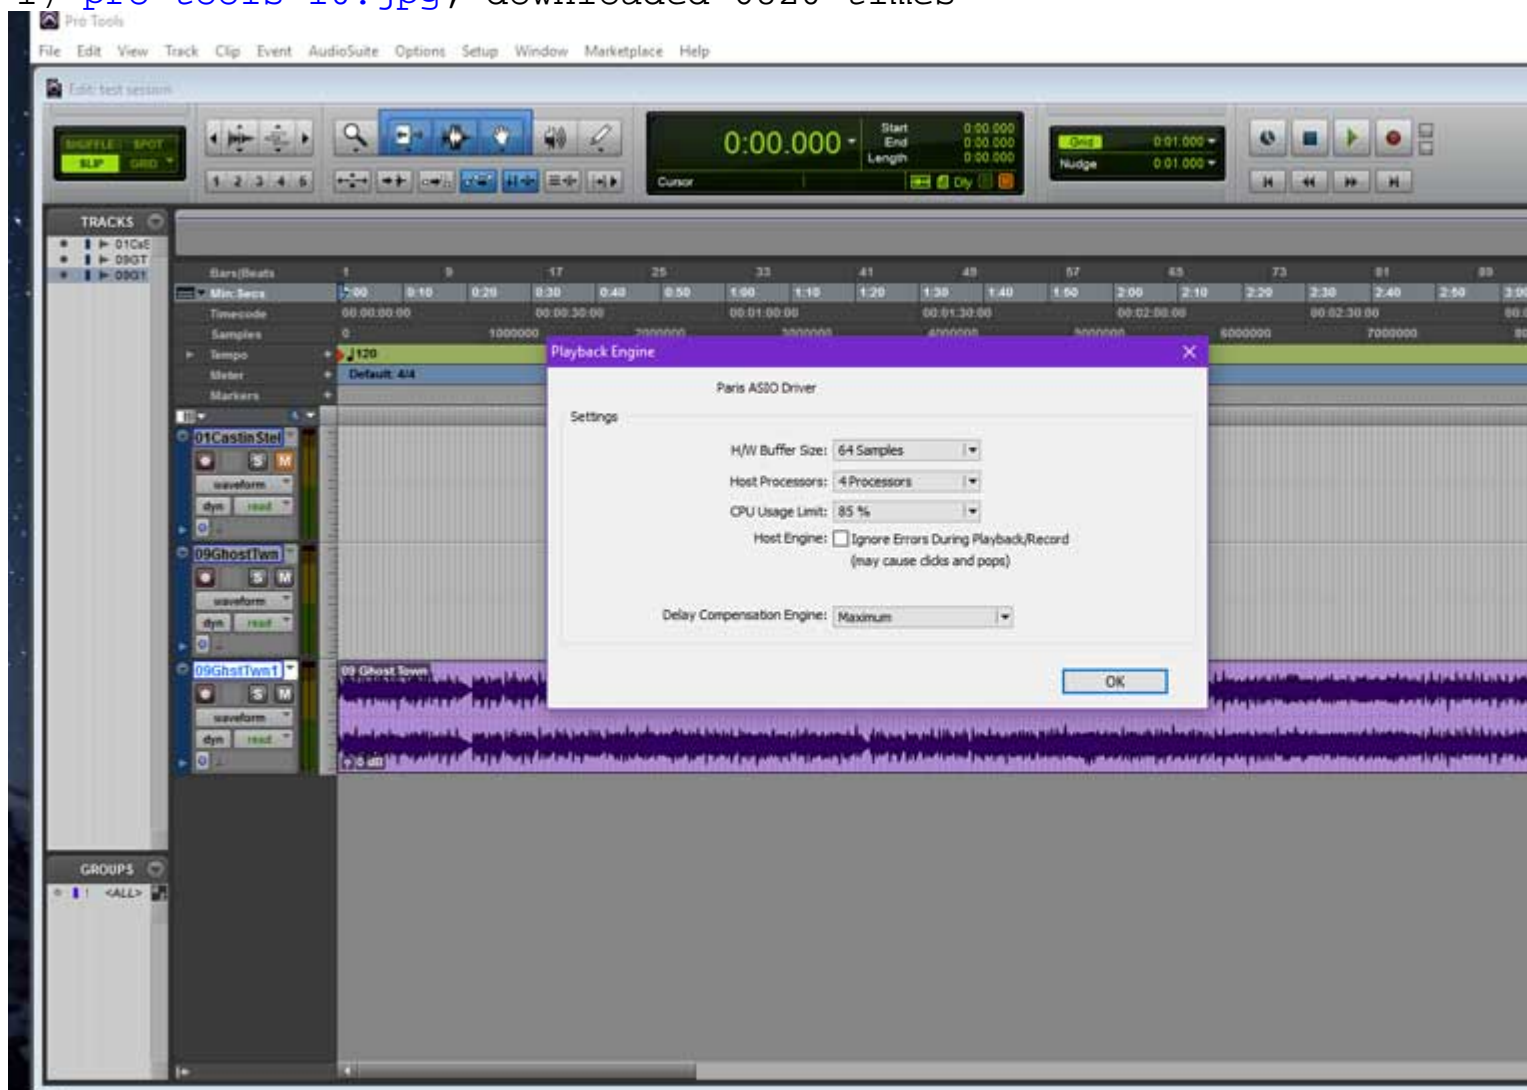 Pro Tools
File Edit View Track Clip Event AudioSuite Options Setup Window Marketplace Help
Edit: test session
SHUFFLE SPOT
SLIP GRID
1 2 3 4 5
0:00.000
Start 0:00.000
End 0:00.000
Length 0:00.000
Cursor
Dly
Grid 0:01.000
Nudge 0:01.000
TRACKS
01CaS
09GT
09G1
Bars|Beats 1 9 17 25 33 41 49 57 65 73 81 89
Min:Secs 0:00 0:10 0:20 0:30 0:40 0:50 1:00 1:10 1:20 1:30 1:40 1:50 2:00 2:10 2:20 2:30 2:40 2:50 3:00
Timecode 00:00:00:00 00:00:30:00 00:01:00:00 00:01:30:00 00:02:00:00 00:02:30:00
Samples 0 1000000 2000000 3000000 4000000 5000000 6000000 7000000
Tempo 120
Meter Default: 4/4
Markers
Playback Engine
Paris ASIO Driver
Settings
H/W Buffer Size: 64 Samples
Host Processors: 4 Processors
CPU Usage Limit: 85 %
Host Engine: Ignore Errors During Playback/Record
(may cause clicks and pops)
Delay Compensation Engine: Maximum
OK
01CastinStel
S M
waveform
dyn read
09GhostTwn
S M
waveform
dyn read
09GhstTwn1
S M
waveform
dyn read
09 Ghost Town
0 dB
GROUPS
! <ALL>